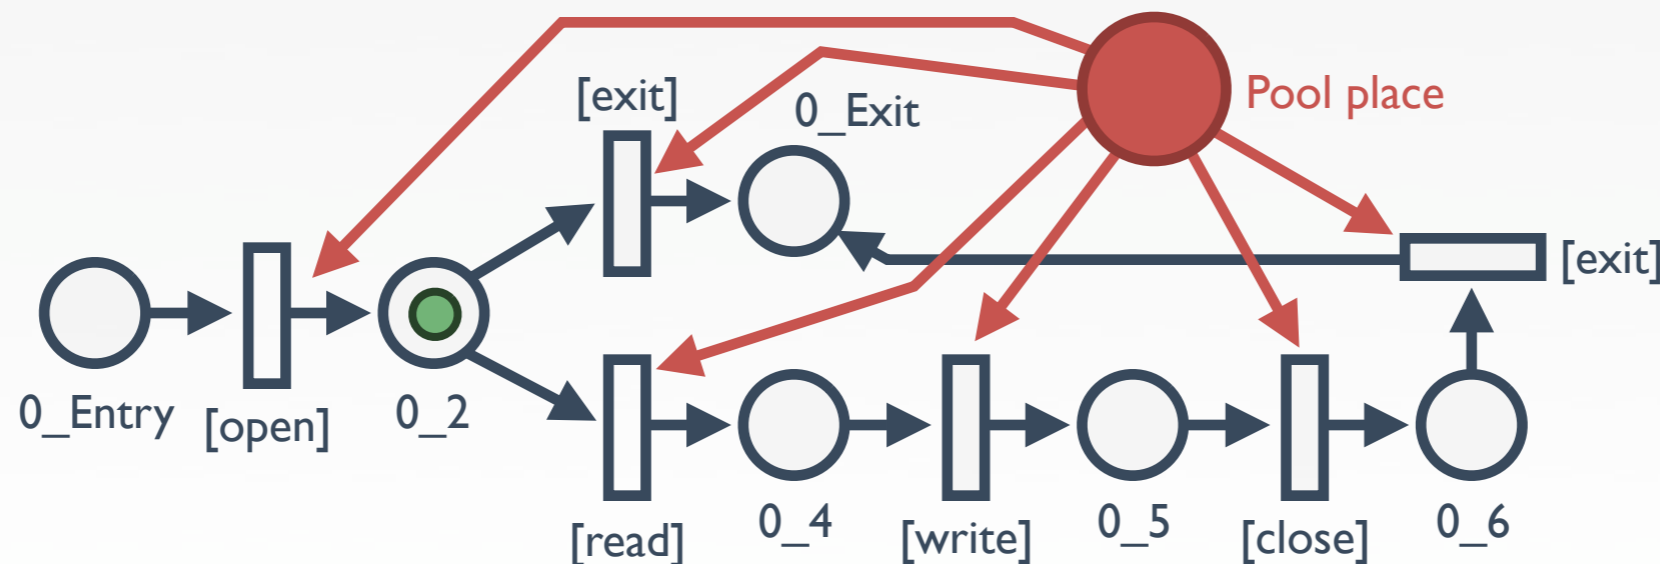 [exit]
0_Exit
Pool place
[exit]
0_Entry
[open]
0_2
[read]
0_4
[write]
0_5
[close]
0_6